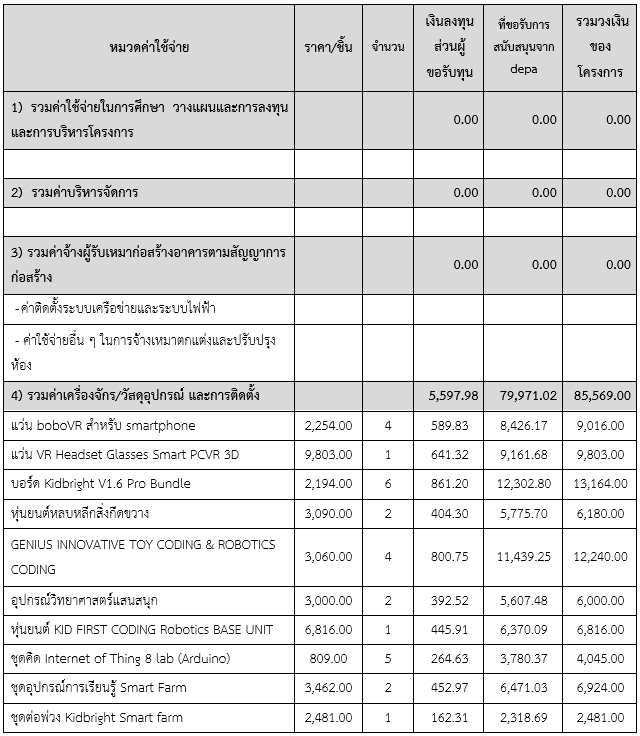 หมวดค่าใช้จ่าย ราคา/ชิ้น จำนวน เงินลงทุน ส่วนผู้ ขอรับทุน ที่ขอรับการ สนับสนุนจาก depa รวมวงเงิน ของ โครงการ
1) รวมค่าใช้จ่ายในการศึกษา วางแผนและการลงทุน
และการบริหารโครงการ 0.00 0.00 0.00
2) รวมค่าบริหารจัดการ 0.00 0.00 0.00
3) รวมค่าจ้างผู้รับเหมาก่อสร้างอาคารตามสัญญาการ
ก่อสร้าง 0.00 0.00 0.00
-ค่าติดตั้งระบบเครือข่ายและระบบไฟฟ้า
- ค่าใช้จ่ายอื่น ๆ ในการจ้างเหมาตกแต่งและปรับปรุง
ห้อง
4) รวมค่าเครื่องจักร/วัสดุอุปกรณ์ และการติดตั้ง 5,597.98 79,971.02 85,569.00
แว่น boboVR สำหรับ smartphone 2,254.00 4 589.83 8,426.17 9,016.00
แว่น VR Headset Glasses Smart PCVR 3D 9,803.00 1 641.32 9,161.68 9,803.00
บอร์ด Kidbright V1.6 Pro Bundle 2,194.00 6 861.20 12,302.80 13,164.00
หุ่นยนต์หลบหลีกสิ่งกีดขวาง 3,090.00 2 404.30 5,775.70 6,180.00
GENIUS INNOVATIVE TOY CODING & ROBOTICS
CODING 3,060.00 4 800.75 11,439.25 12,240.00
อุปกรณ์วิทยาศาสตร์แสนสนุก 3,000.00 2 392.52 5,607.48 6,000.00
หุ่นยนต์ KID FIRST CODING Robotics BASE UNIT 6,816.00 1 445.91 6,370.09 6,816.00
ชุดคิด Internet of Thing 8 lab (Arduino) 809.00 5 264.63 3,780.37 4,045.00
ชุดอุปกรณ์การเรียนรู้ Smart Farm 3,462.00 2 452.97 6,471.03 6,924.00
ชุดต่อพ่วง Kidbright Smart farm 2,481.00 1 162.31 2,318.69 2,481.00